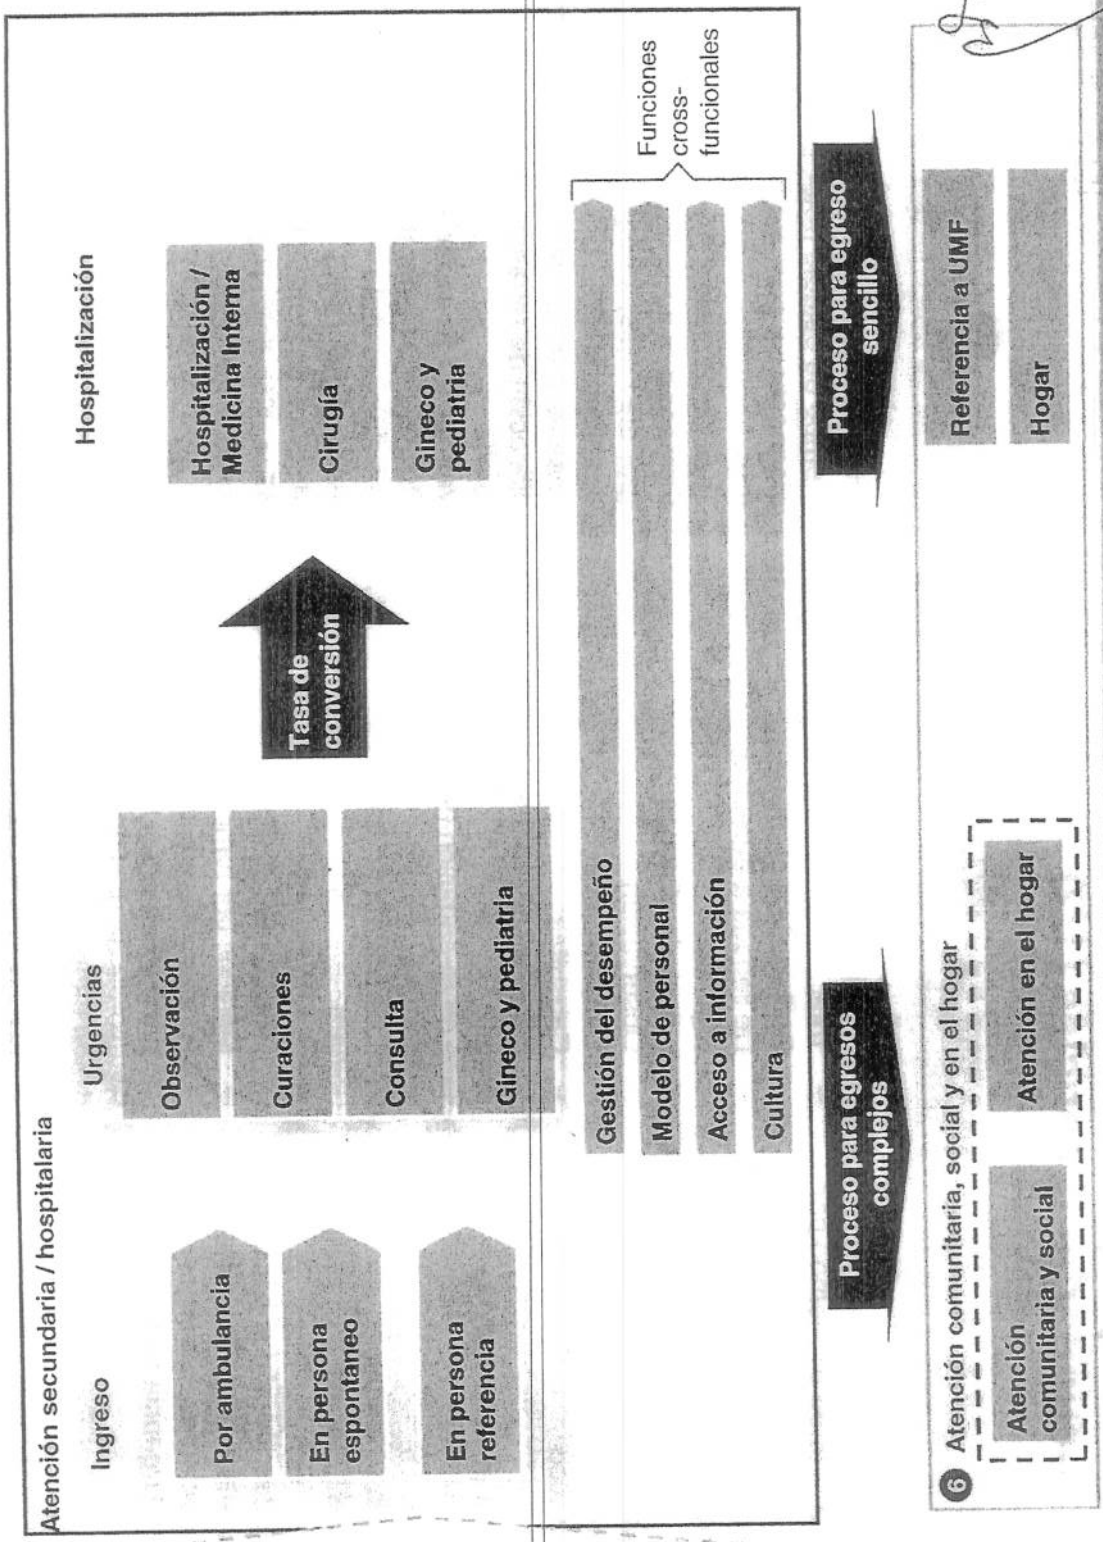 Atención secundaria / hospitalaria
Ingreso
Por ambulancia
En persona
espontaneo
En persona
referencia
Urgencias
Observación
Curaciones
Consulta
Gineco y pediatria
Tasa de
conversión
Hospitalización
Hospitalización /
Medicina Interna
Cirugía
Gineco y
pediatria
Gestión del desempeño
Modelo de personal
Acceso a información
Cultura
Funciones
cross-
funcionales
Proceso para egresos
complejos
Proceso para egreso
sencillo
6 Atención comunitaria, social y en el hogar
Atención
comunitaria y social
Atención en el hogar
Referencia a UMF
Hogar